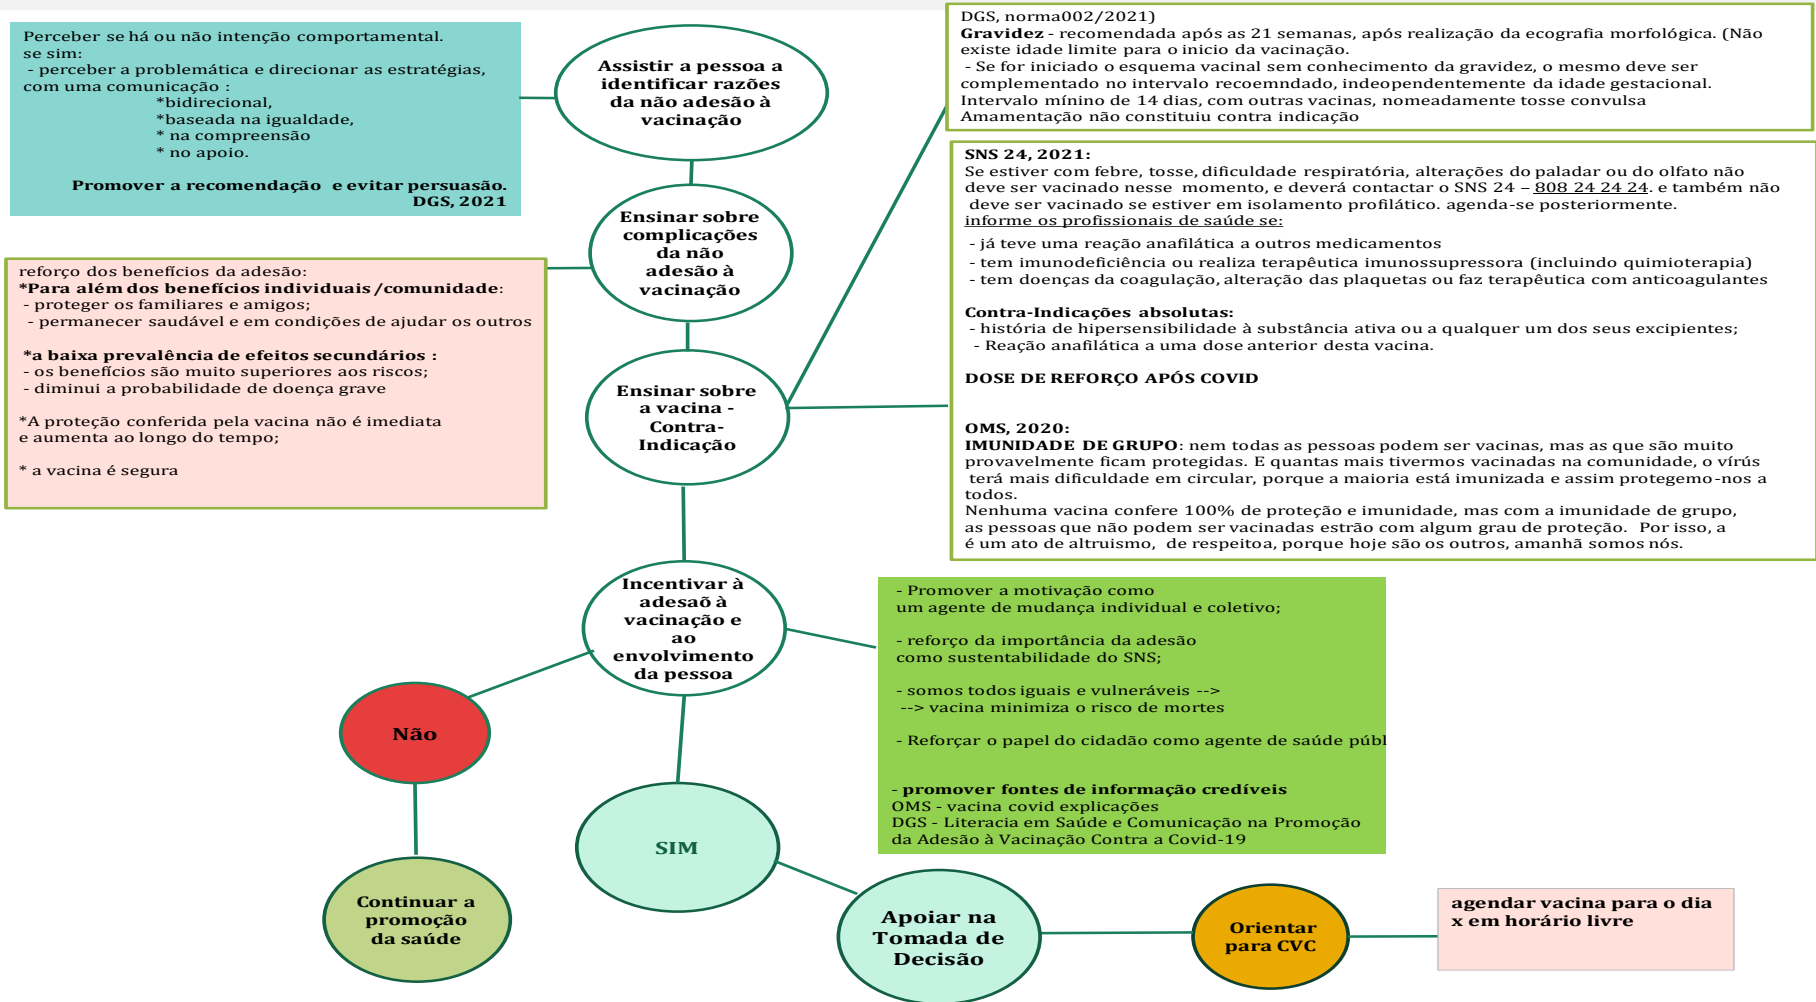 Perceber se há ou não intenção comportamental.
se sim:
- perceber a problemática e direcionar as estratégias,
com uma comunicação :
*bidirecional,
*baseada na igualdade,
* na compreensão
* no apoio.
Promover a recomendação e evitar persuasão.
DGS, 2021
Assistir a pessoa a
identificar razões
da não adesão à
vacinação
DGS, norma002/2021)
Gravidez - recomendada após as 21 semanas, após realização da ecografia morfológica. (Não
existe idade limite para o inicio da vacinação.
- Se for iniciado o esquema vacinal sem conhecimento da gravidez, o mesmo deve ser
complementado no intervalo recoemndado, indeopendentemente da idade gestacional.
Intervalo mínino de 14 dias, com outras vacinas, nomeadamente tosse convulsa
Amamentação não constituiu contra indicação
Ensinar sobre
complicações
da não
adesão à
vacinação
SNS 24, 2021:
Se estiver com febre, tosse, dificuldade respiratória, alterações do paladar ou do olfato não
deve ser vacinado nesse momento, e deverá contactar o SNS 24 – 808 24 24 24. e também não
deve ser vacinado se estiver em isolamento profilático. agenda-se posteriormente.
informe os profissionais de saúde se:
- já teve uma reação anafilática a outros medicamentos
- tem imunodeficiência ou realiza terapêutica imunossupressora (incluindo quimioterapia)
- tem doenças da coagulação, alteração das plaquetas ou faz terapêutica com anticoagulantes
Contra-Indicações absolutas:
- história de hipersensibilidade à substância ativa ou a qualquer um dos seus excipientes;
- Reação anafilática a uma dose anterior desta vacina.
DOSE DE REFORÇO APÓS COVID
OMS, 2020:
IMUNIDADE DE GRUPO: nem todas as pessoas podem ser vacinas, mas as que são muito
provavelmente ficam protegidas. E quantas mais tivermos vacinadas na comunidade, o vírús
terá mais dificuldade em circular, porque a maioria está imunizada e assim protegemo-nos a
todos.
Nenhuma vacina confere 100% de proteção e imunidade, mas com a imunidade de grupo,
as pessoas que não podem ser vacinadas estrão com algum grau de proteção. Por isso, a
é um ato de altruismo, de respeitoa, porque hoje são os outros, amanhã somos nós.
reforço dos benefícios da adesão:
*Para além dos benefícios individuais /comunidade:
- proteger os familiares e amigos;
- permanecer saudável e em condições de ajudar os outros
*a baixa prevalência de efeitos secundários :
- os benefícios são muito superiores aos riscos;
- diminui a probabilidade de doença grave
*A proteção conferida pela vacina não é imediata
e aumenta ao longo do tempo;
* a vacina é segura
Ensinar sobre
a vacina -
Contra-
Indicação
Incentivar à
adesaõ à
vacinação e
ao
envolvimento
da pessoa
- Promover a motivação como
um agente de mudança individual e coletivo;
- reforço da importância da adesão
como sustentabilidade do SNS;
- somos todos iguais e vulneráveis -->
--> vacina minimiza o risco de mortes
- Reforçar o papel do cidadão como agente de saúde públ
- promover fontes de informação credíveis
OMS - vacina covid explicações
DGS - Literacia em Saúde e Comunicação na Promoção
da Adesão à Vacinação Contra a Covid-19
Não
SIM
Continuar a
promoção
da saúde
Apoiar na
Tomada de
Decisão
Orientar
para CVC
agendar vacina para o dia
x em horário livre